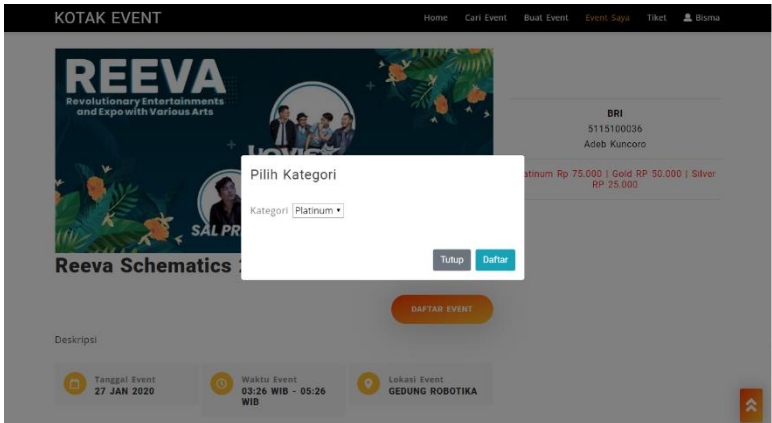 KOTAK EVENT
Home Cari Event Buat Event Event Saya Tiket Bisma
REEVA
Revolutionary Entertainments
and Expo with Various Arts
BRI
5115100036
Adeb Kuncoro
Rp 75.000 | Gold RP 50.000 | Silver
RP 25.000
Pilih Kategori
Kategori Platinum
Tutup Daftar
Reeva Schematics
DAFTAR EVENT
Deskripsi
Tanggal Event
27 JAN 2020
Waktu Event
03:26 WIB - 05:26
WIB
Lokasi Event
GEDUNG ROBOTIKA